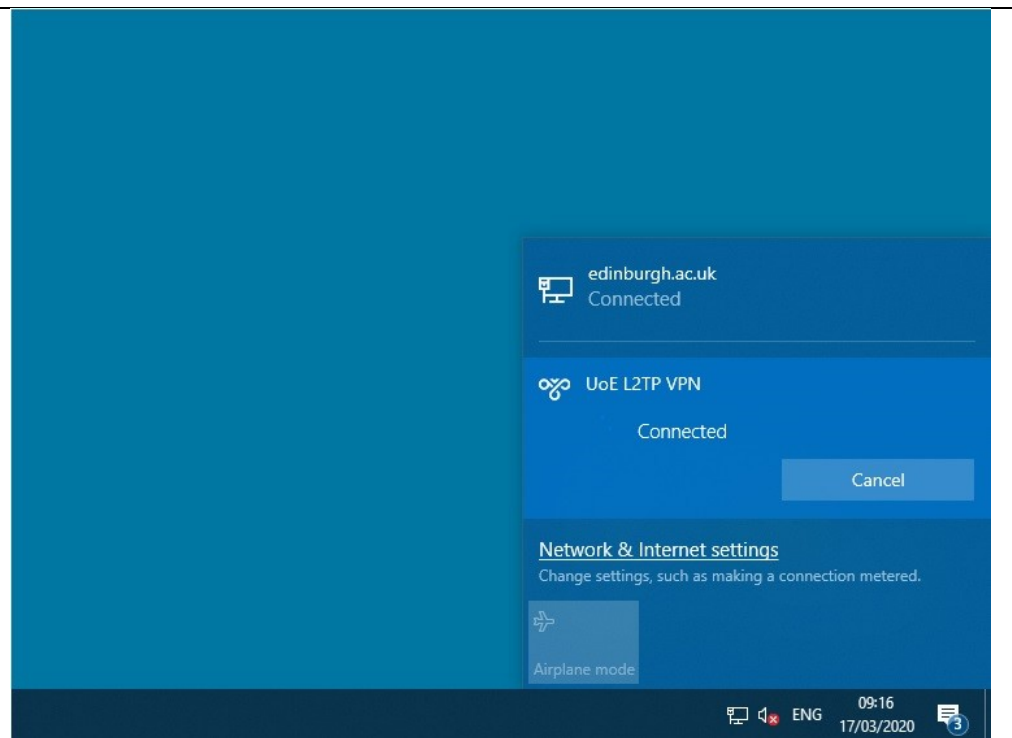 edinburgh.ac.uk
Connected
UoE L2TP VPN
Connected
Cancel
Network & Internet settings
Change settings, such as making a connection metered.
Airplane mode
ENG
09:16
17/03/2020
3